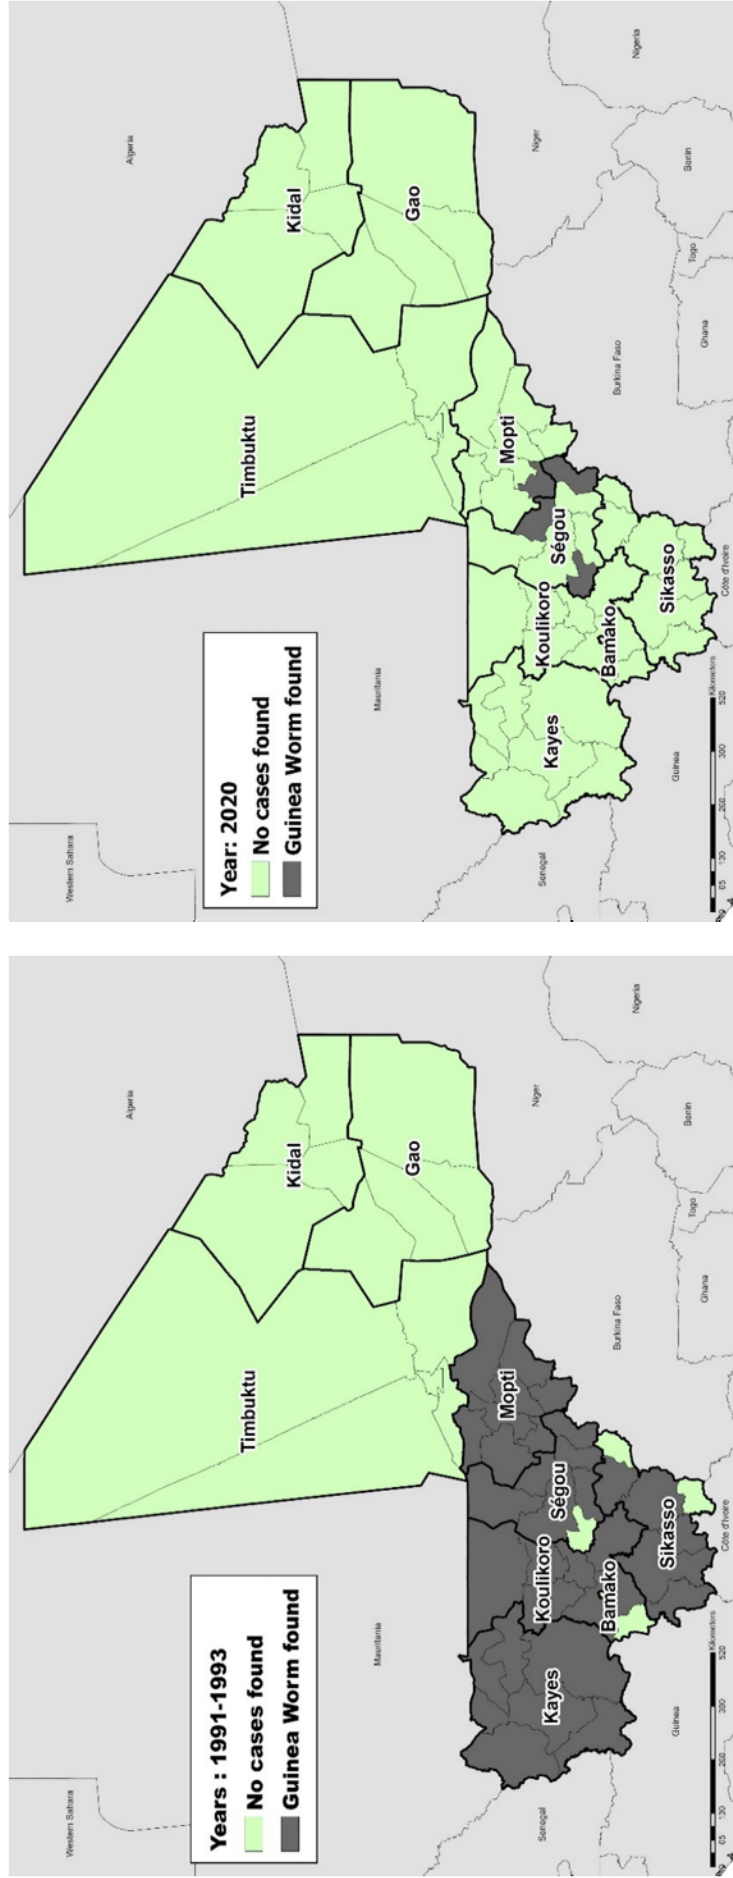 Western Sahara
Algeria
Years : 1991-1993
No cases found
Guinea Worm found
Timbuktu
Kidal
Mauritania
Gao
Mopti
Niger
Senegal
Kayes
Koulikoro
Ségou
Bamako
Burkina Faso
Nigeria
Sikasso
Guinea
Benin
Togo
Ghana
Côte d'Ivoire
0 65 130 260 390 520
Kilometers
Western Sahara
Algeria
Year: 2020
No cases found
Guinea Worm found
Timbuktu
Kidal
Mauritania
Gao
Mopti
Niger
Senegal
Kayes
Koulikoro
Ségou
Bamako
Burkina Faso
Nigeria
Sikasso
Guinea
Benin
Togo
Ghana
Côte d'Ivoire
0 65 130 260 390 520
Kilometers